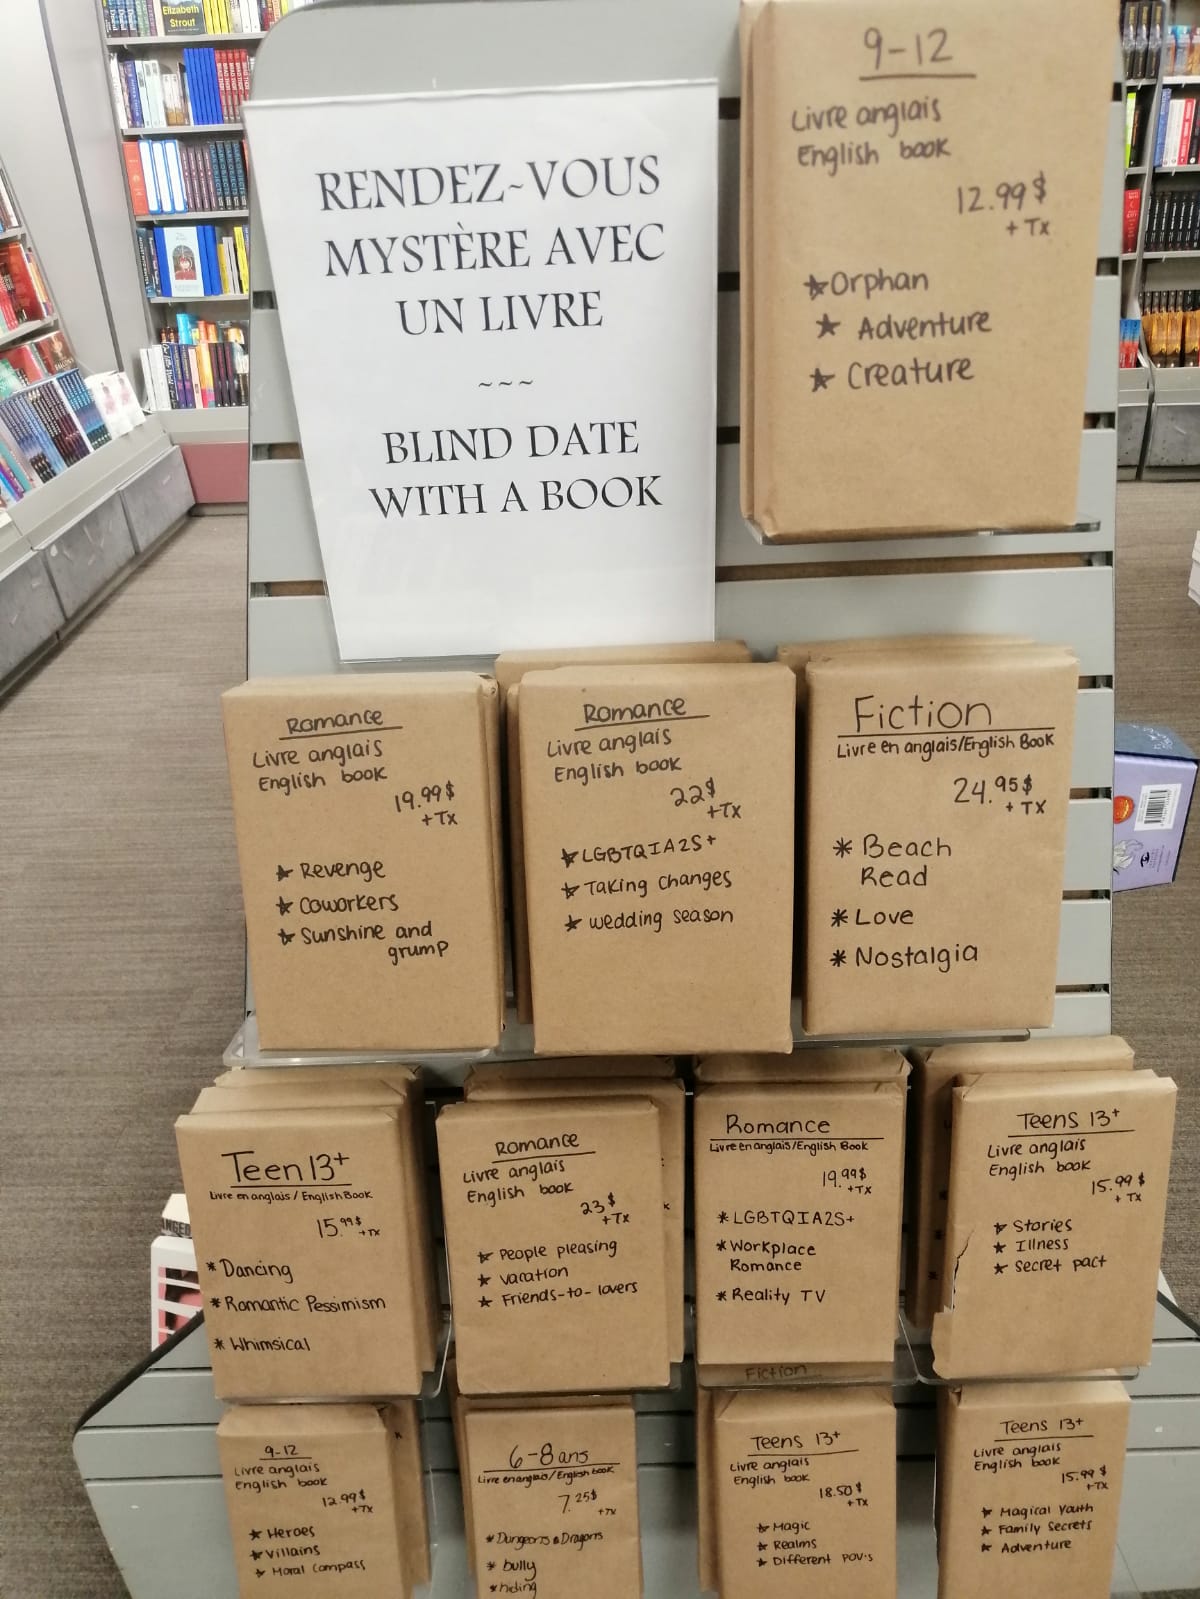 Elizabeth
Strout
RENDEZ~VOUS
MYSTÈRE AVEC
UN LIVRE
~~~
BLIND DATE
WITH A BOOK
9-12
Livre anglais
English book
12.99$
+ Tx
★ Orphan
★ Adventure
★ Creature
Romance
Livre anglais
English book
19.99$
+ Tx
★ Revenge
★ Coworkers
★ Sunshine and
grump
Romance
Livre anglais
English book
22$
+Tx
★ LGBTQIA2S+
★ Taking changes
★ wedding season
Fiction
Livre en anglais/English Book
24.95$
+ TX
* Beach
Read
* Love
* Nostalgia
Teen 13+
Livre en anglais / English Book
15.99$ +TX
* Dancing
* Romantic Pessimism
* Whimsical
Romance
Livre anglais
English book
23$
+Tx
★ People pleasing
★ vacation
★ Friends-to-lovers
Romance
Livre en anglais/English Book
19.99$
+TX
* LGBTQIA2S+
* Workplace
Romance
* Reality TV
Teens 13+
Livre anglais
English book
15.99$
+ Tx
★ Stories
★ Illness
★ Secret pact
Fiction
9-12
Livre anglais
English book
12.99$
+Tx
★ Heroes
★ Villains
★ Moral Compass
6-8 ans
Livre en anglais/English book
7.25$
+Tx
* Dungeons & Dragons
* bully
* hiding
Teens 13+
Livre anglais
English book
18.50$
+Tx
★ Magic
★ Realms
★ Different POV's
Teens 13+
Livre anglais
English book
15.99$
+Tx
★ Magical Youth
★ Family Secrets
★ Adventure